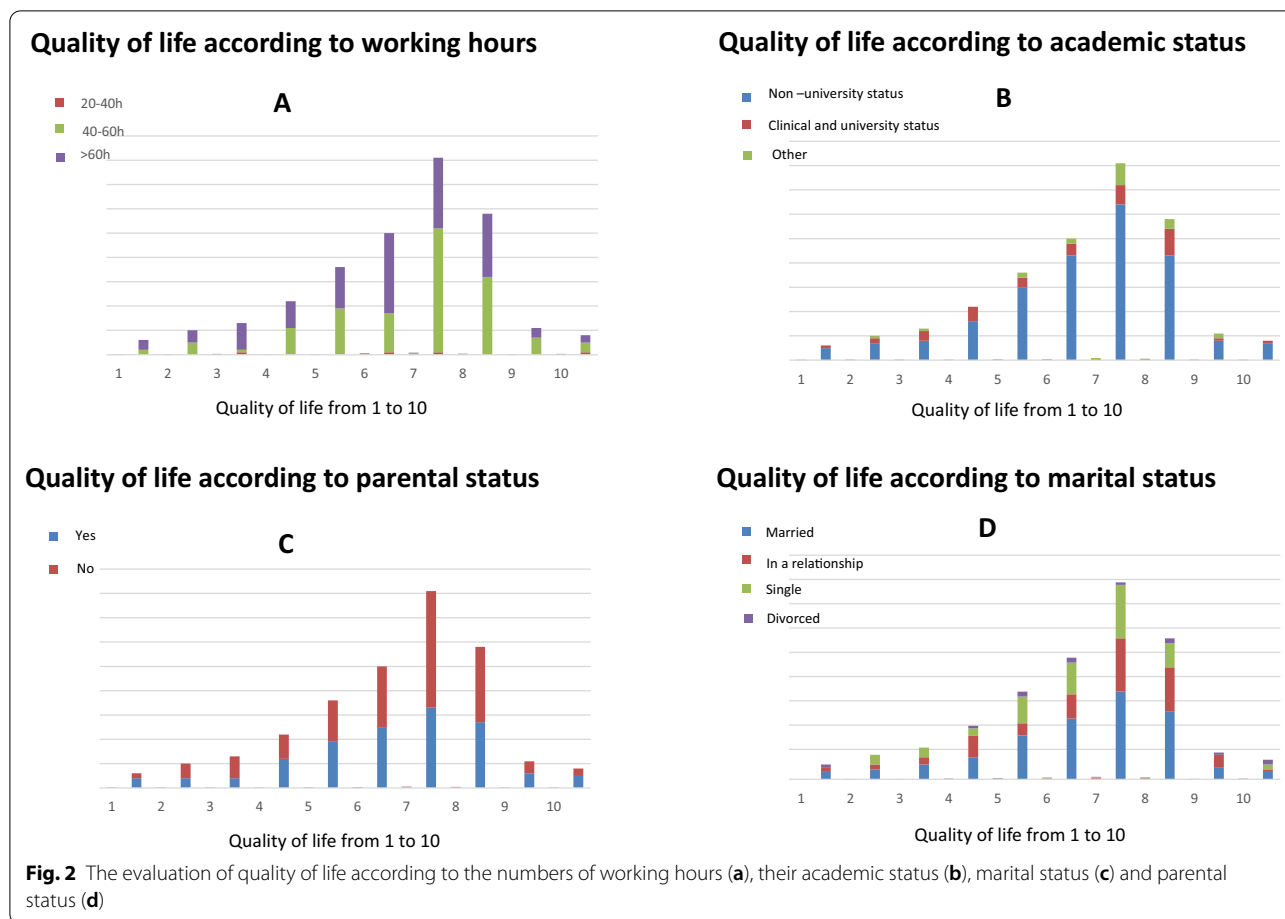 Quality of life according to working hours
A
20-40h
40-60h
>60h
1 2 3 4 5 6 7 8 9 10
Quality of life from 1 to 10
Quality of life according to academic status
B
Non –university status
Clinical and university status
Other
1 2 3 4 5 6 7 8 9 10
Quality of life from 1 to 10
Quality of life according to parental status
C
Yes
No
1 2 3 4 5 6 7 8 9 10
Quality of life from 1 to 10
Quality of life according to marital status
D
Married
In a relationship
Single
Divorced
1 2 3 4 5 6 7 8 9 10
Quality of life from 1 to 10
Fig. 2 The evaluation of quality of life according to the numbers of working hours (a), their academic status (b), marital status (c) and parental
status (d)